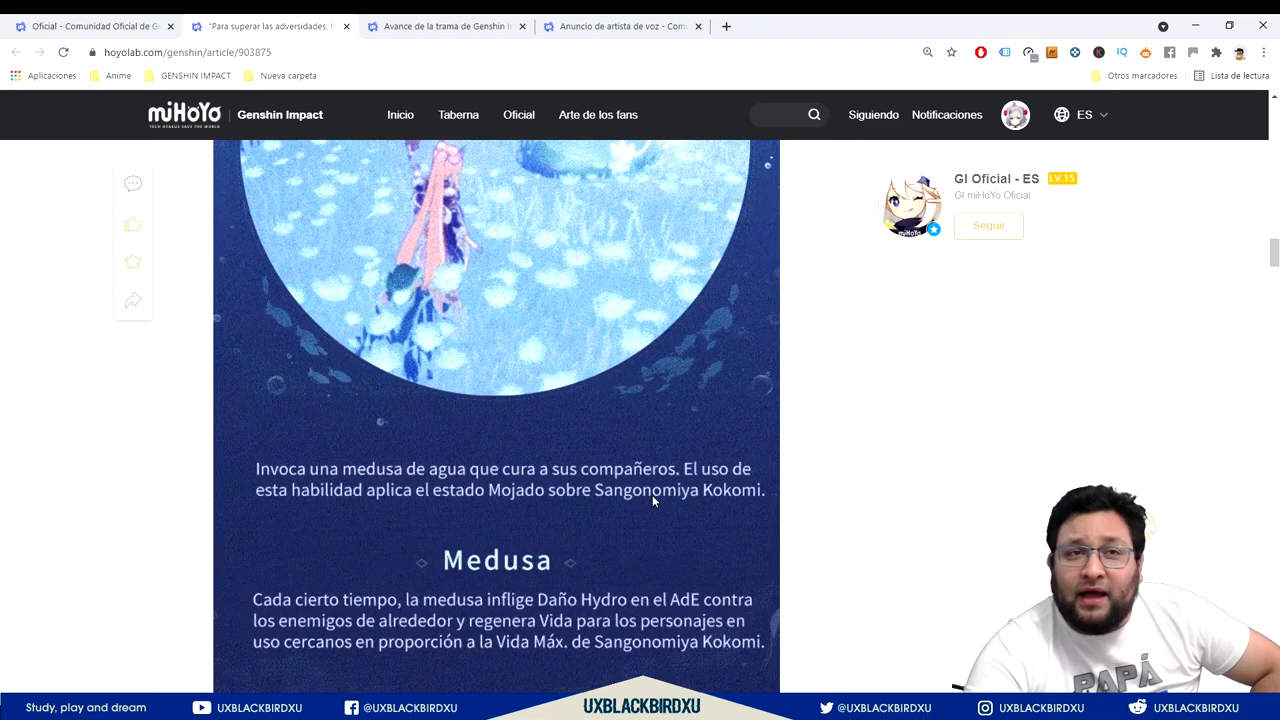 Oficial - Comunidad Oficial de Ge
"Para superar las adversidades,
Avance de la trama de Genshin I
Anuncio de artista de voz - Com
hoyolab.com/genshin/article/903875
Aplicaciones
Anime
GENSHIN IMPACT
Nueva carpeta
Otros marcadores
Lista de lectura
miHoYo
TECH OTAKUS SAVE THE WORLD
Genshin Impact
Inicio
Taberna
Oficial
Arte de los fans
Siguiendo
Notificaciones
ES
GI Oficial - ES LV.15
GI miHoYo Oficial
Seguir
Invoca una medusa de agua que cura a sus compañeros. El uso de
esta habilidad aplica el estado Mojado sobre Sangonomiya Kokomi.
Medusa
Cada cierto tiempo, la medusa inflige Daño Hydro en el AdE contra
los enemigos de alrededor y regenera Vida para los personajes en
uso cercanos en proporción a la Vida Máx. de Sangonomiya Kokomi.
PAPÁ
Study, play and dream
UXBLACKBIRDXU
@UXBLACKBIRDXU
UXBLACKBIRDXU
@UXBLACKBIRDXU
UXBLACKBIRDXU
UXBLACKBIRDXU